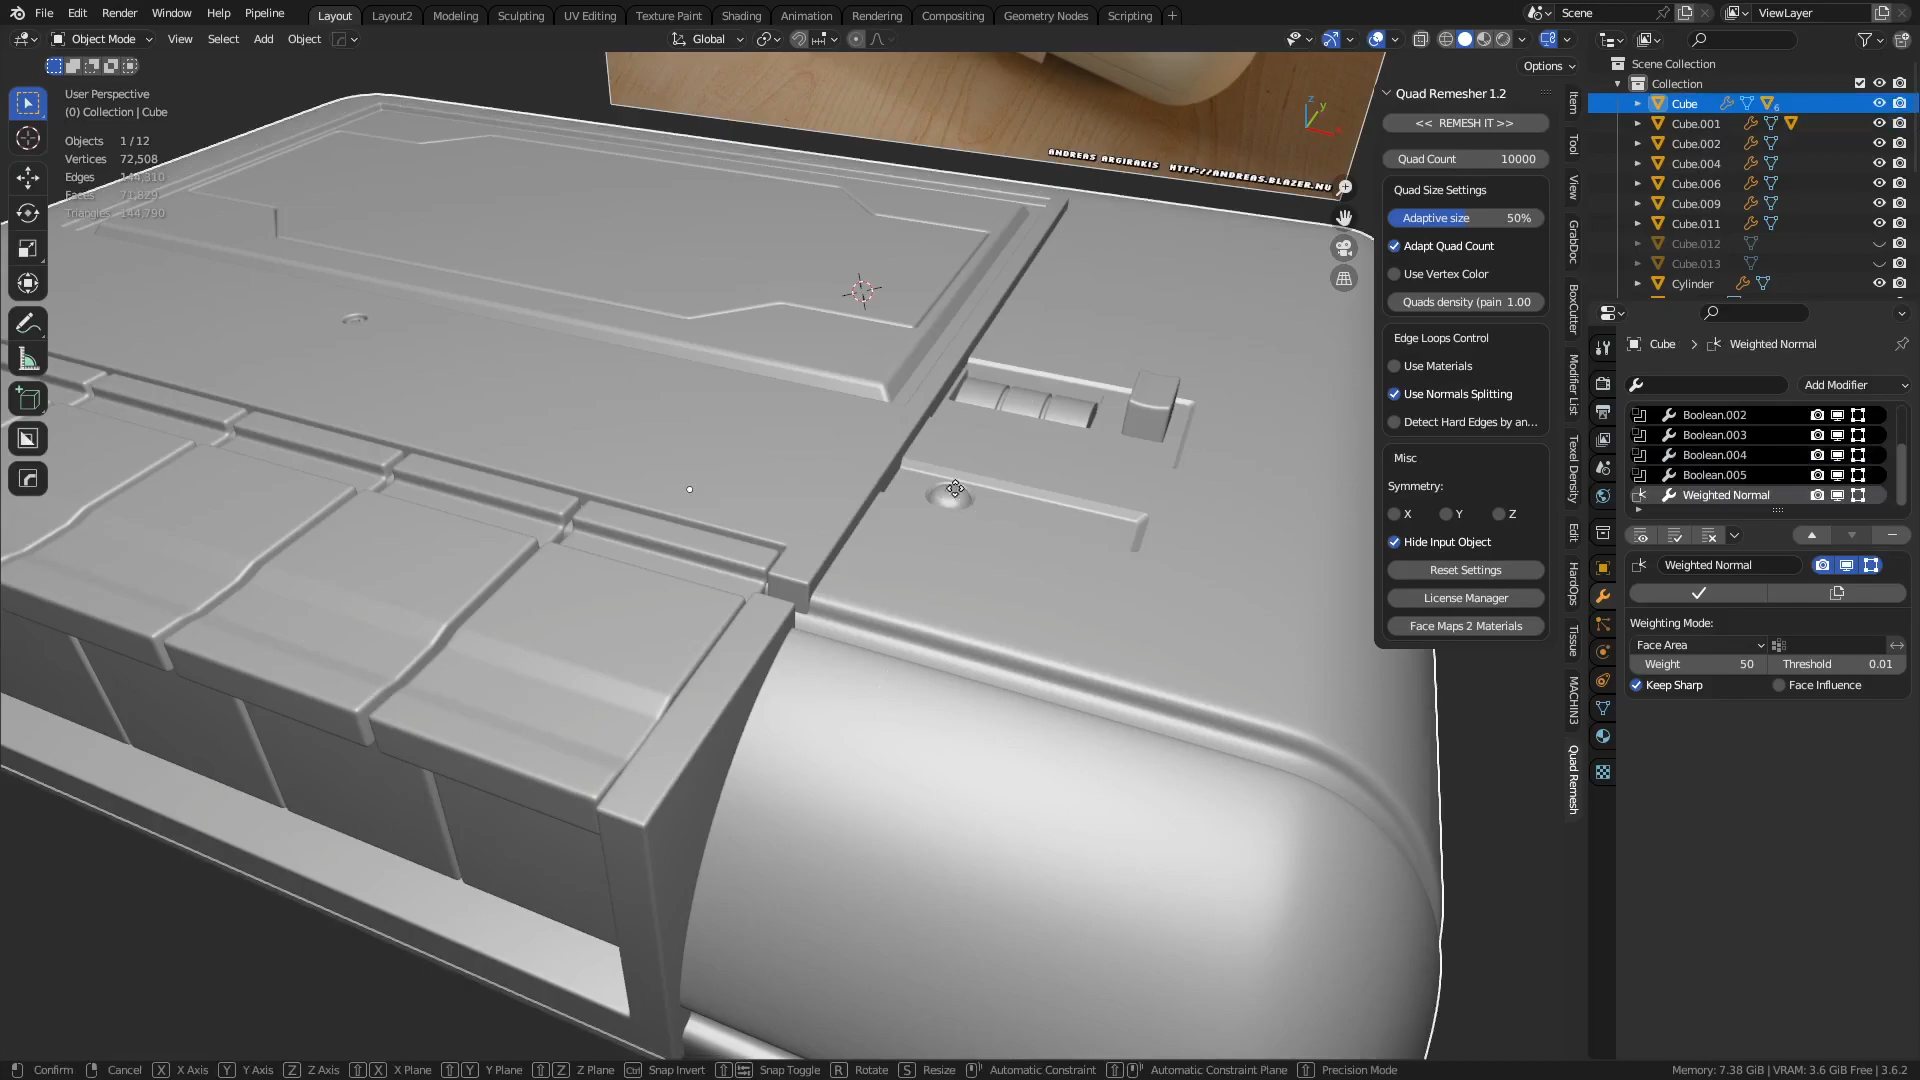 File Edit Render Window Help Pipeline Layout Layout2 Modeling Sculpting UV Editing Texture Paint Shading Animation Rendering Compositing Geometry Nodes Scripting + Scene ViewLayer
Object Mode View Select Add Object Global
Options
User Perspective
(0) Collection | Cube
Objects 1 / 12
Vertices 72,508
Edges 144,310
Faces 71,829
Triangles 144,790
ANDREAS ARGIRAKIS HTTP://ANDREAS.BLAZER.NU
Z
Y
X
Quad Remesher 1.2
<< REMESH IT >>
Quad Count 10000
Quad Size Settings
Adaptive size 50%
Adapt Quad Count
Use Vertex Color
Quads density (pain 1.00
Edge Loops Control
Use Materials
Use Normals Splitting
Detect Hard Edges by an...
Misc
Symmetry:
X Y Z
Hide Input Object
Reset Settings
License Manager
Face Maps 2 Materials
Item
Tool
View
GrabDoc
BoxCutter
Modifier List
Texel Density
Edit
HardOps
Tissue
MACHIN3
Quad Remesh
Scene Collection
Collection
Cube 6
Cube.001
Cube.002
Cube.004
Cube.006
Cube.009
Cube.011
Cube.012
Cube.013
Cylinder
Cube > Weighted Normal
Add Modifier
Boolean.002
Boolean.003
Boolean.004
Boolean.005
Weighted Normal
Weighted Normal
Weighting Mode:
Face Area
Weight 50 Threshold 0.01
Keep Sharp Face Influence
Confirm Cancel X X Axis Y Y Axis Z Z Axis X X Plane Y Y Plane Z Z Plane Ctrl Snap Invert Snap Toggle R Rotate S Resize Automatic Constraint Automatic Constraint Plane Precision Mode Memory: 7.38 GiB | VRAM: 3.6 GiB Free | 3.6.2